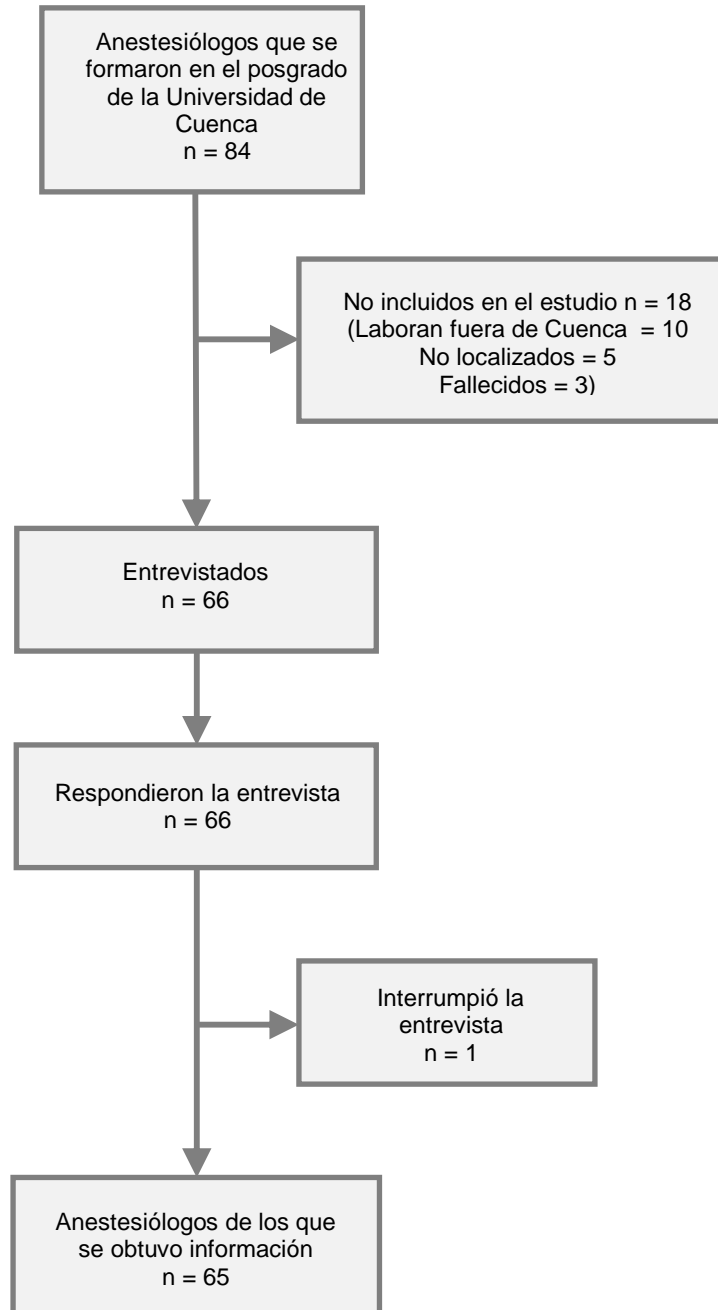 Anestesiólogos que se
formaron en el posgrado
de la Universidad de
Cuenca
n = 84
No incluidos en el estudio n = 18
(Laboran fuera de Cuenca = 10
No localizados = 5
Fallecidos = 3)
Entrevistados
n = 66
Respondieron la entrevista
n = 66
Interrumpió la
entrevista
n = 1
Anestesiólogos de los que
se obtuvo información
n = 65